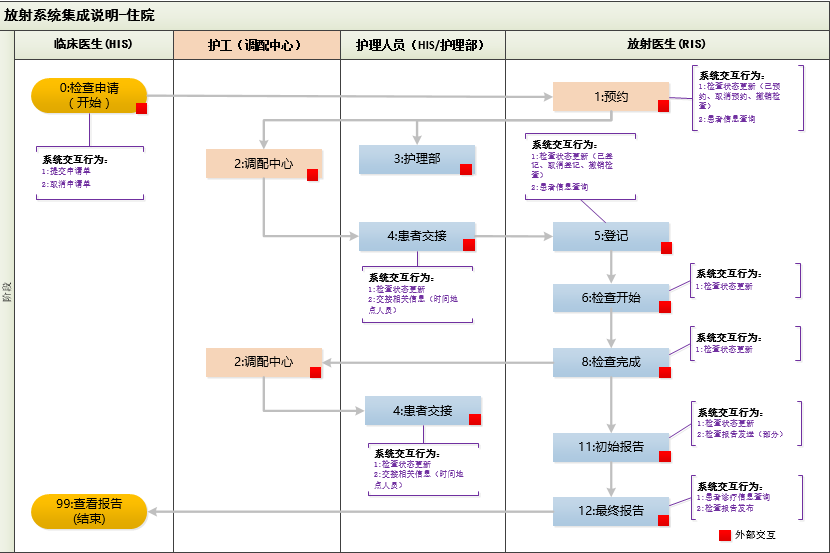 放射系统集成说明-住院
临床医生(HIS)
护工（调配中心）
护理人员（HIS/护理部）
放射医生(RIS)
阶段
0:检查申请
（开始）
系统交互行为:
1:提交申请单
2:取消申请单
1:预约
系统交互行为:
1:检查状态更新（已预
约、取消预约、撤销检
查）
2:患者信息查询
2:调配中心
3:护理部
系统交互行为:
1:检查状态更新（已登
记、取消登记、撤销检
查）
2:患者信息查询
4:患者交接
系统交互行为:
1:检查状态更新
2:交接相关信息（时间地
点人员）
5:登记
6:检查开始
系统交互行为:
1:检查状态更新
2:调配中心
8:检查完成
系统交互行为:
1:检查状态更新
4:患者交接
系统交互行为:
1:检查状态更新
2:交接相关信息（时间地
点人员）
11:初始报告
系统交互行为:
1:检查状态更新
2:检查报告发送（部分）
99:查看报告
(结束)
12:最终报告
系统交互行为:
1:患者诊疗信息查询
2:检查报告发布
外部交互